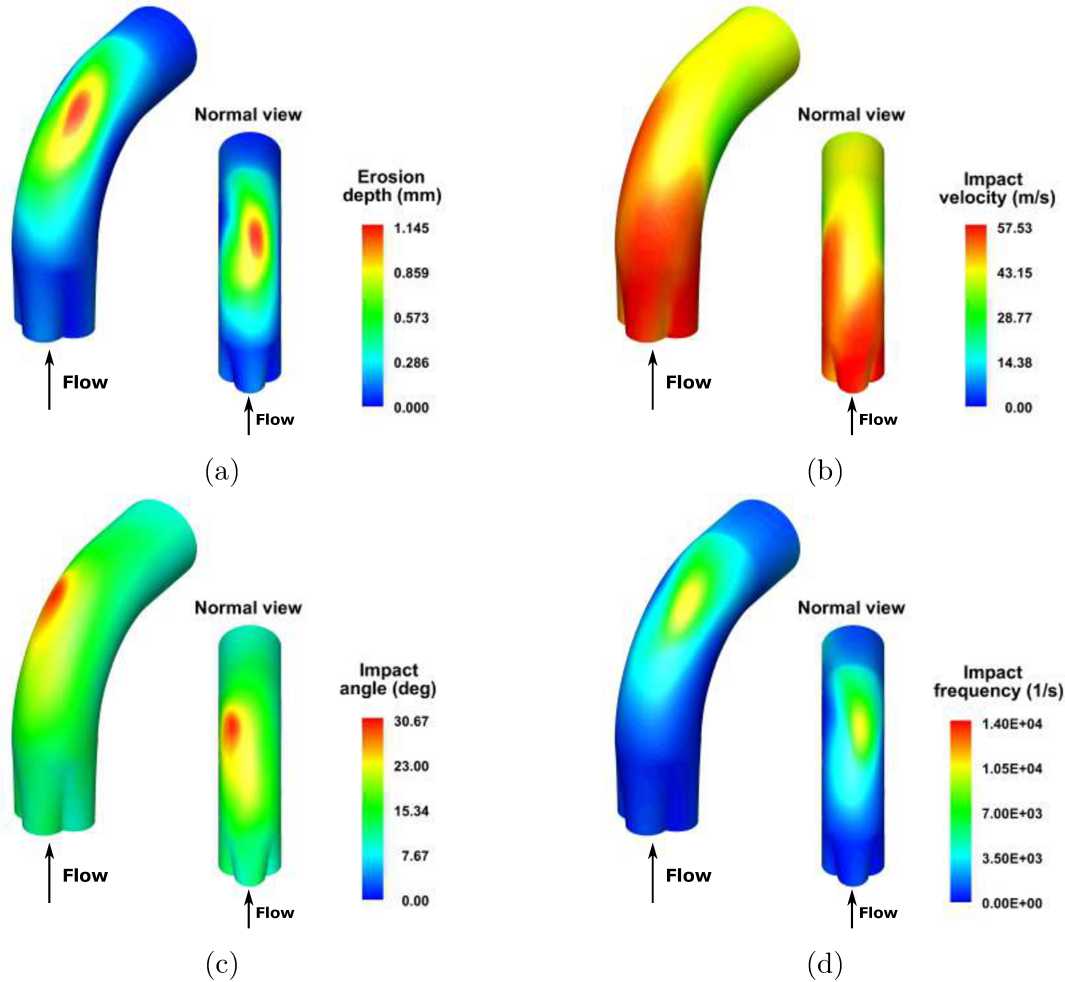 Normal view
Erosion
depth (mm)
1.145
0.859
0.573
0.286
0.000
Flow
Flow
(a)
Normal view
Impact
velocity (m/s)
57.53
43.15
28.77
14.38
0.00
Flow
Flow
(b)
Normal view
Impact
angle (deg)
30.67
23.00
15.34
7.67
0.00
Flow
Flow
(c)
Normal view
Impact
frequency (1/s)
1.40E+04
1.05E+04
7.00E+03
3.50E+03
0.00E+00
Flow
Flow
(d)